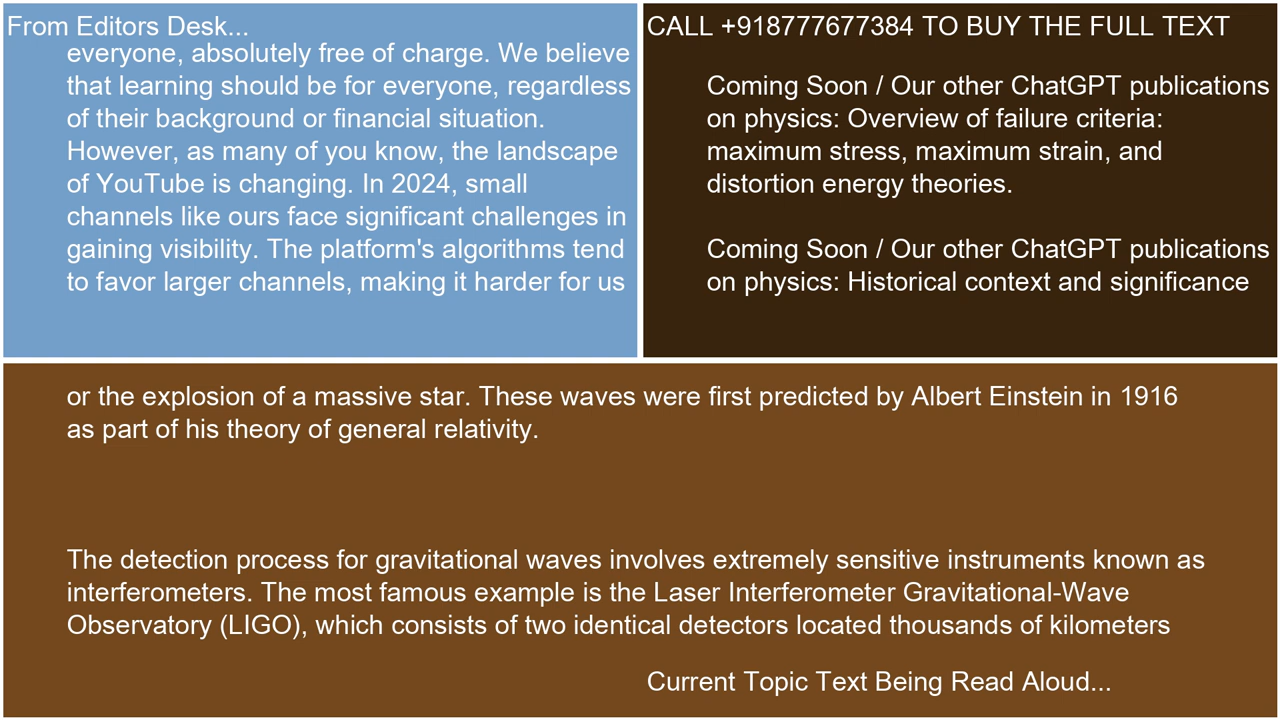 From Editors Desk...
everyone, absolutely free of charge. We believe
that learning should be for everyone, regardless
of their background or financial situation.
However, as many of you know, the landscape
of YouTube is changing. In 2024, small
channels like ours face significant challenges in
gaining visibility. The platform's algorithms tend
to favor larger channels, making it harder for us
CALL +918777677384 TO BUY THE FULL TEXT
Coming Soon / Our other ChatGPT publications
on physics: Overview of failure criteria:
maximum stress, maximum strain, and
distortion energy theories.
Coming Soon / Our other ChatGPT publications
on physics: Historical context and significance
or the explosion of a massive star. These waves were first predicted by Albert Einstein in 1916
as part of his theory of general relativity.
The detection process for gravitational waves involves extremely sensitive instruments known as
interferometers. The most famous example is the Laser Interferometer Gravitational-Wave
Observatory (LIGO), which consists of two identical detectors located thousands of kilometers
Current Topic Text Being Read Aloud...